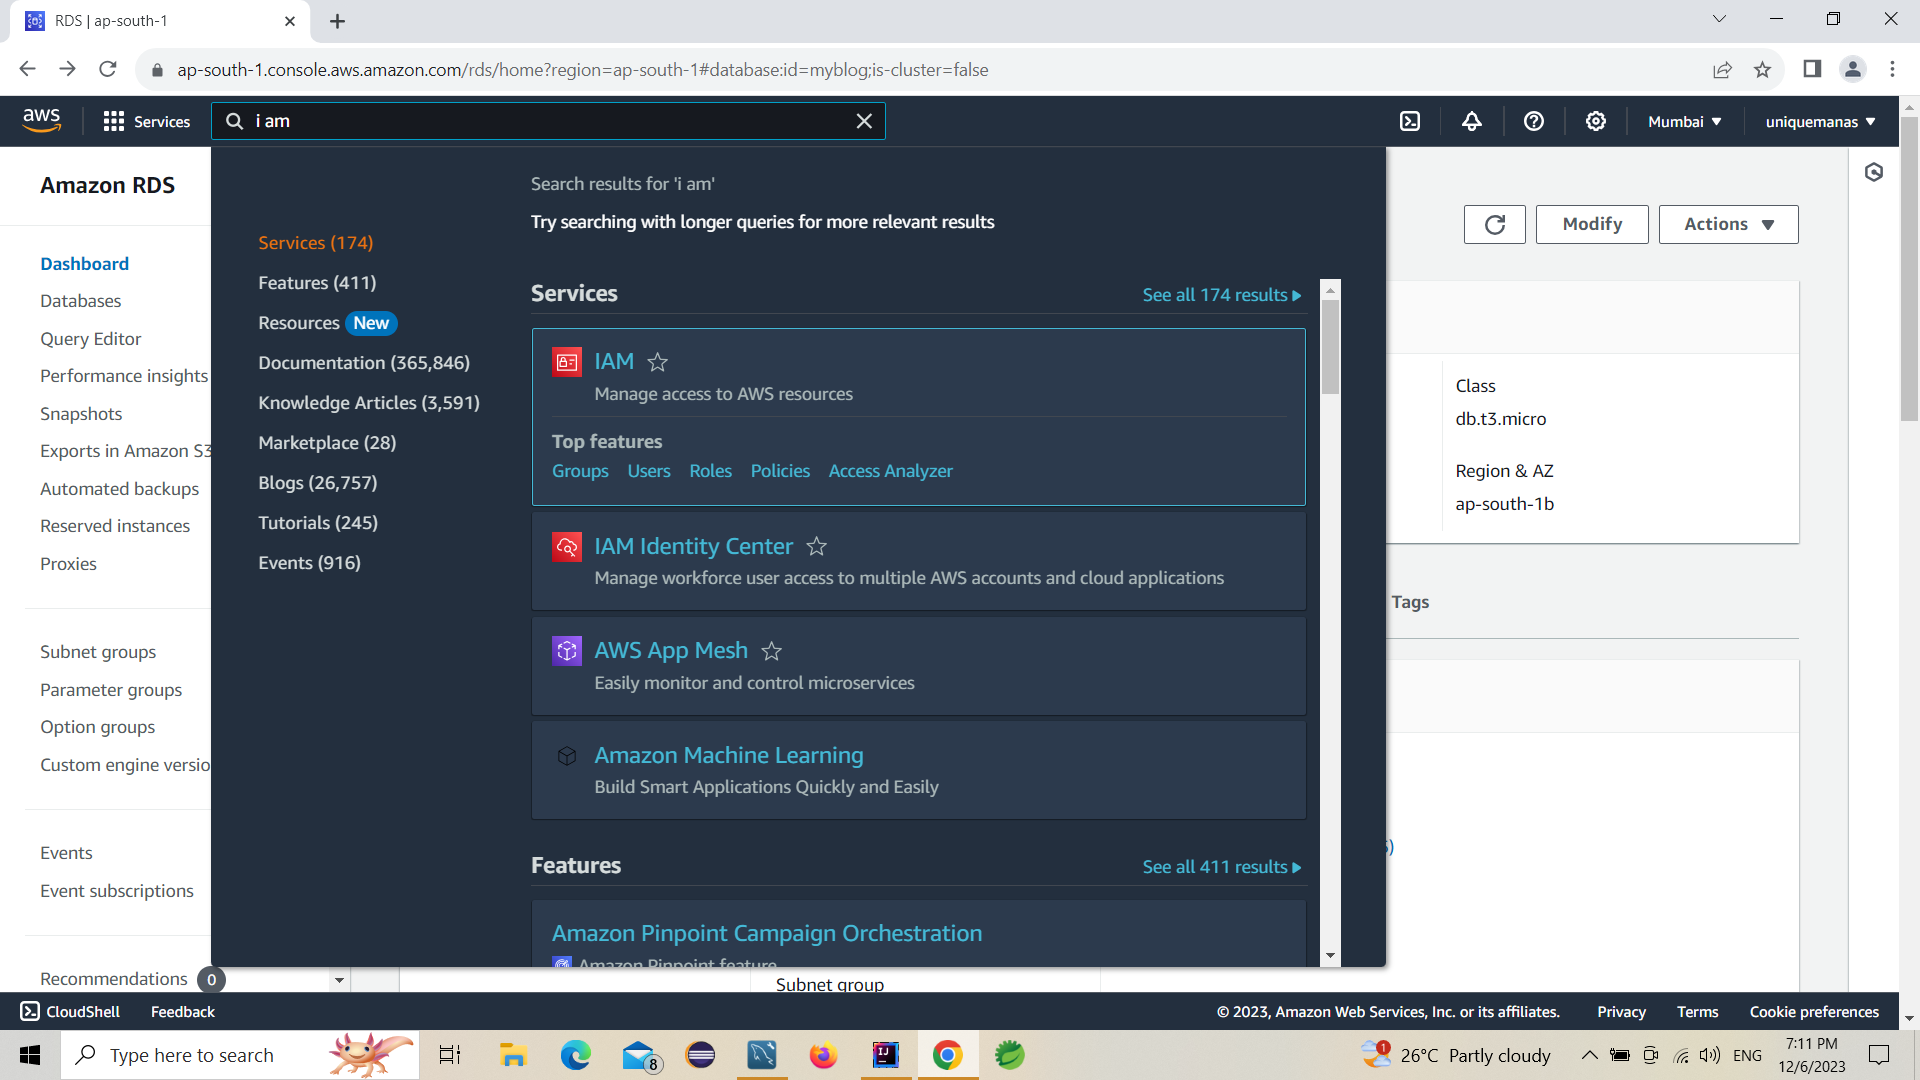 RDS | ap-south-1
ap-south-1.console.aws.amazon.com/rds/home?region=ap-south-1#database:id=myblog;is-cluster=false
aws
Services
i am
Mumbai
uniquemanas
Amazon RDS
Dashboard
Databases
Query Editor
Performance insights
Snapshots
Exports in Amazon S3
Automated backups
Reserved instances
Proxies
Subnet groups
Parameter groups
Option groups
Custom engine versio
Events
Event subscriptions
Recommendations 0
Search results for 'i am'
Try searching with longer queries for more relevant results
Services (174)
Features (411)
Resources New
Documentation (365,846)
Knowledge Articles (3,591)
Marketplace (28)
Blogs (26,757)
Tutorials (245)
Events (916)
Services
See all 174 results
IAM
Manage access to AWS resources
Top features
Groups Users Roles Policies Access Analyzer
IAM Identity Center
Manage workforce user access to multiple AWS accounts and cloud applications
AWS App Mesh
Easily monitor and control microservices
Amazon Machine Learning
Build Smart Applications Quickly and Easily
Features
See all 411 results
Amazon Pinpoint Campaign Orchestration
Amazon Pinpoint feature
Modify
Actions
Class
db.t3.micro
Region & AZ
ap-south-1b
Tags
Subnet group
CloudShell
Feedback
© 2023, Amazon Web Services, Inc. or its affiliates.
Privacy
Terms
Cookie preferences
Type here to search
8
IJ
1
26°C Partly cloudy
ENG
7:11 PM
12/6/2023